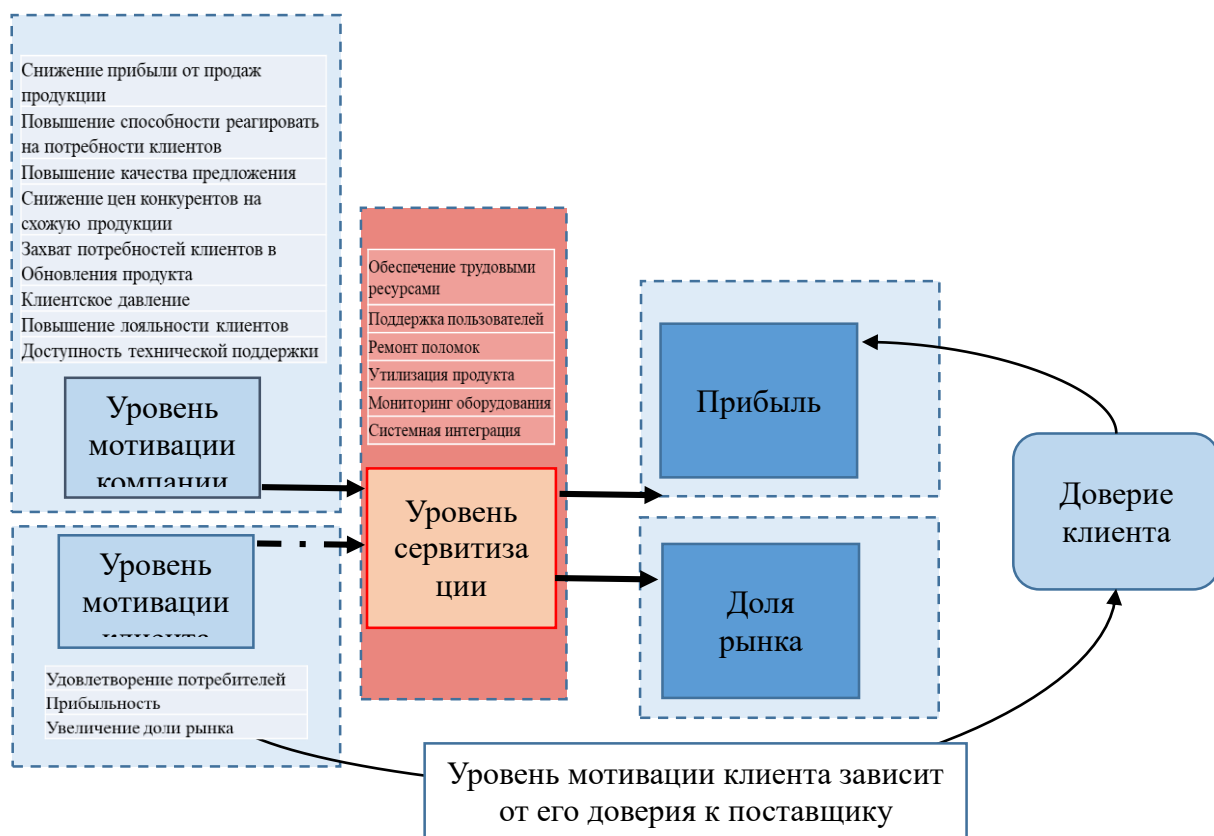 Снижение прибыли от продаж
продукции
Повышение способности реагировать
на потребности клиентов
Повышение качества предложения
Снижение цен конкурентов на
схожую продукции
Захват потребностей клиентов в
Обновления продукта
Клиентское давление
Повышение лояльности клиентов
Доступность технической поддержки
Уровень
мотивации
компании
Уровень
мотивации
клиента
Удовлетворение потребителей
Прибыльность
Увеличение доли рынка
Обеспечение трудовыми
ресурсами
Поддержка пользователей
Ремонт поломок
Утилизация продукта
Мониторинг оборудования
Системная интеграция
Уровень
сервитиза
ции
Прибыль
Доля
рынка
Доверие
клиента
Уровень мотивации клиента зависит
от его доверия к поставщику